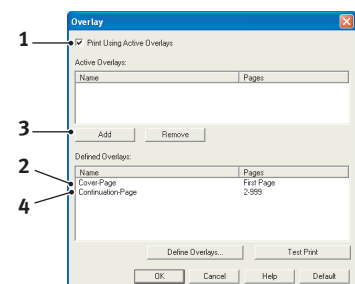 Overlay
1
Print Using Active Overlays
Active Overlays:
Name Pages
3
Add Remove
Defined Overlays:
2
Name Pages
Cover-Page First Page
4
Continuation-Page 2-999
Define Overlays... Test Print
OK Cancel Help Default